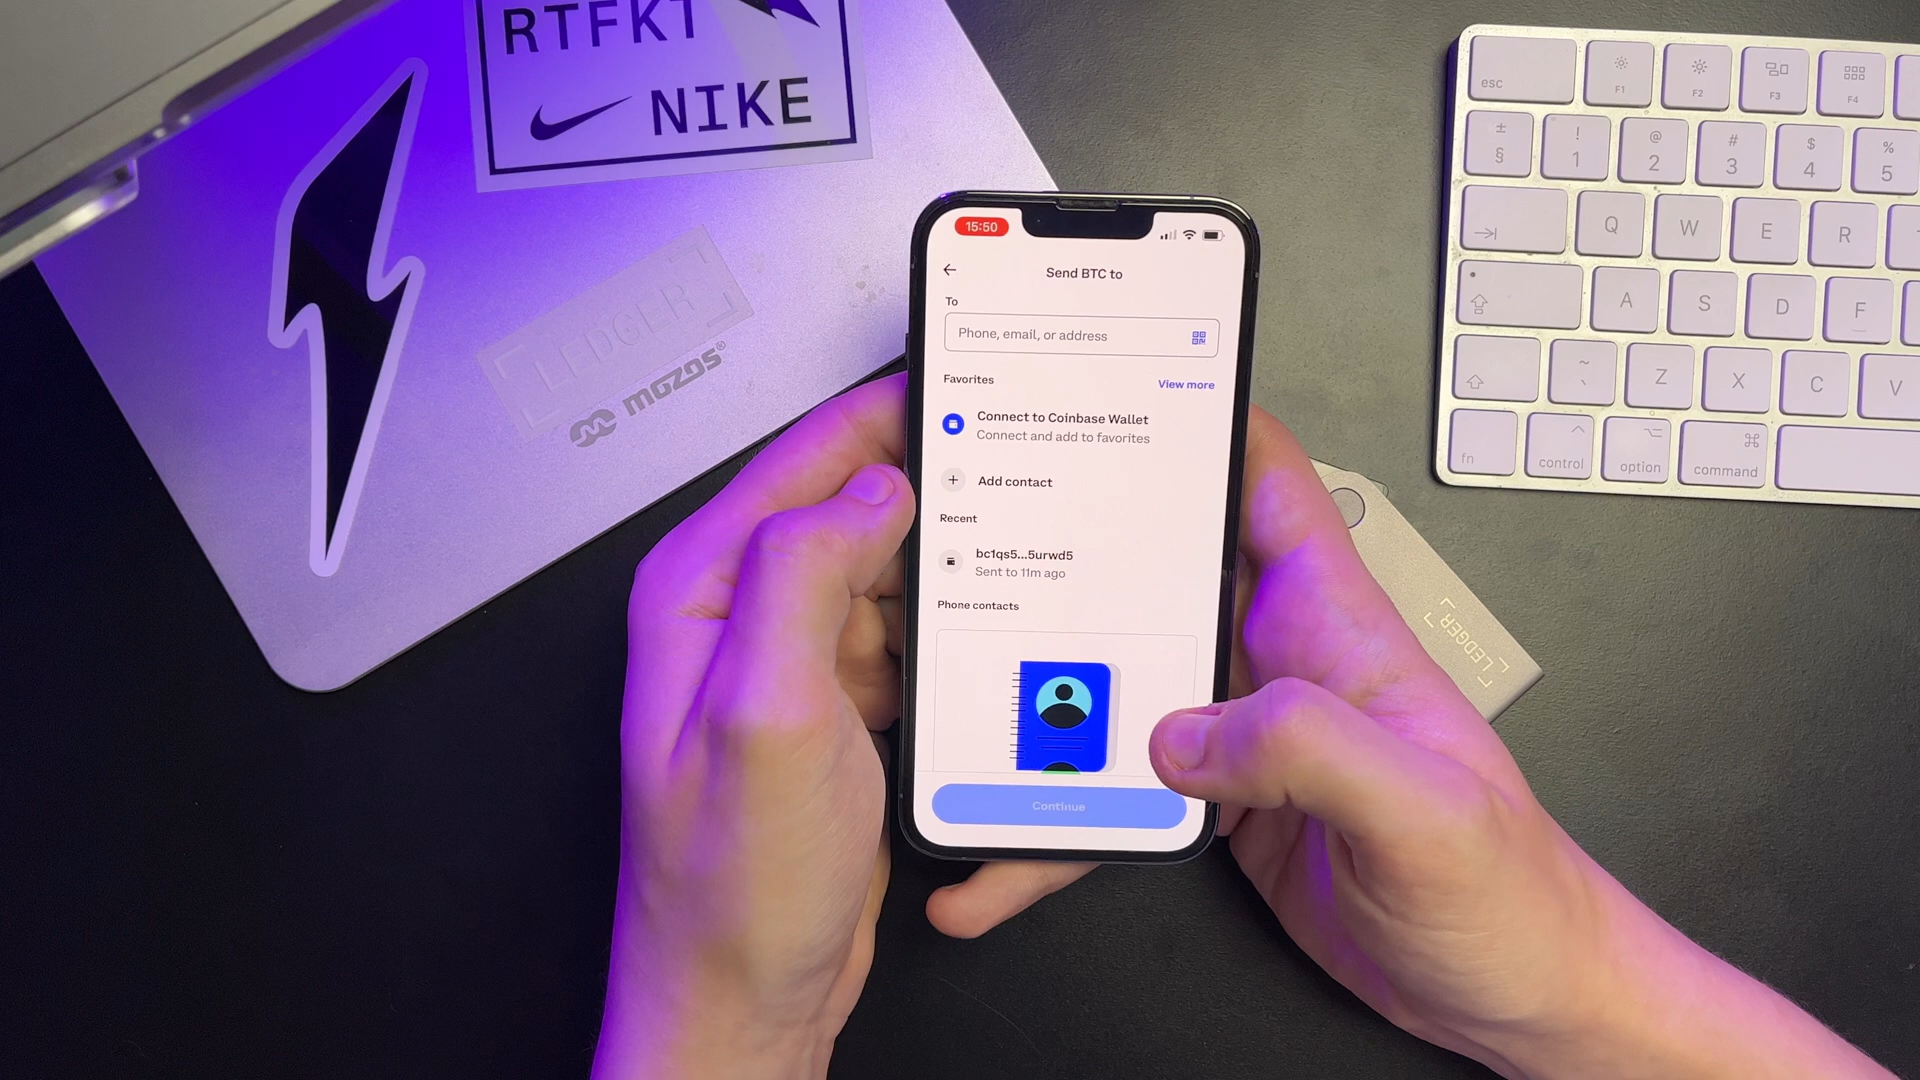 RTFKT
NIKE
LEDGER
MOZOS®
15:50
Send BTC to
To
Phone, email, or address
Favorites
View more
Connect to Coinbase Wallet
Connect and add to favorites
Add contact
Recent
bc1qs5...5urwd5
Sent to 11m ago
Phone contacts
Continue
LEDGER
esc
F1
F2
F3
F4
±
§
!
1
@
2
#
3
$
4
%
5
Q
W
E
R
A
S
D
F
~
`
Z
X
C
V
fn
control
option
command